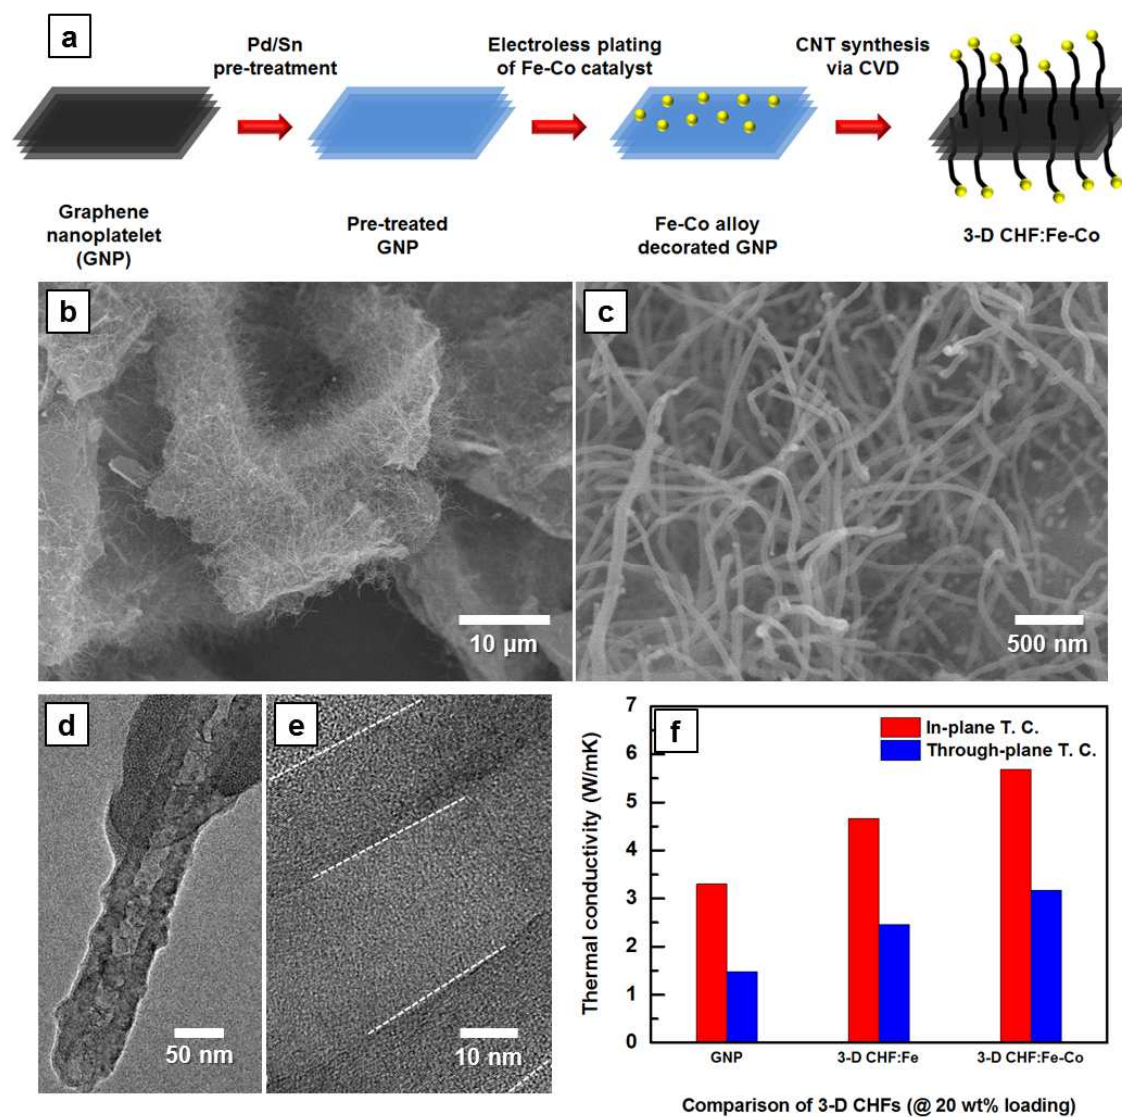 a
Pd/Sn
pre-treatment
Electroless plating
of Fe-Co catalyst
CNT synthesis
via CVD
Graphene
nanoplatelet
(GNP)
Pre-treated
GNP
Fe-Co alloy
decorated GNP
3-D CHF:Fe-Co
b
10 µm
c
500 nm
d
50 nm
e
10 nm
f
In-plane T. C.
Through-plane T. C.
Thermal conductivity (W/mK)
7
6
5
4
3
2
1
0
GNP
3-D CHF:Fe
3-D CHF:Fe-Co
Comparison of 3-D CHFs (@ 20 wt% loading)